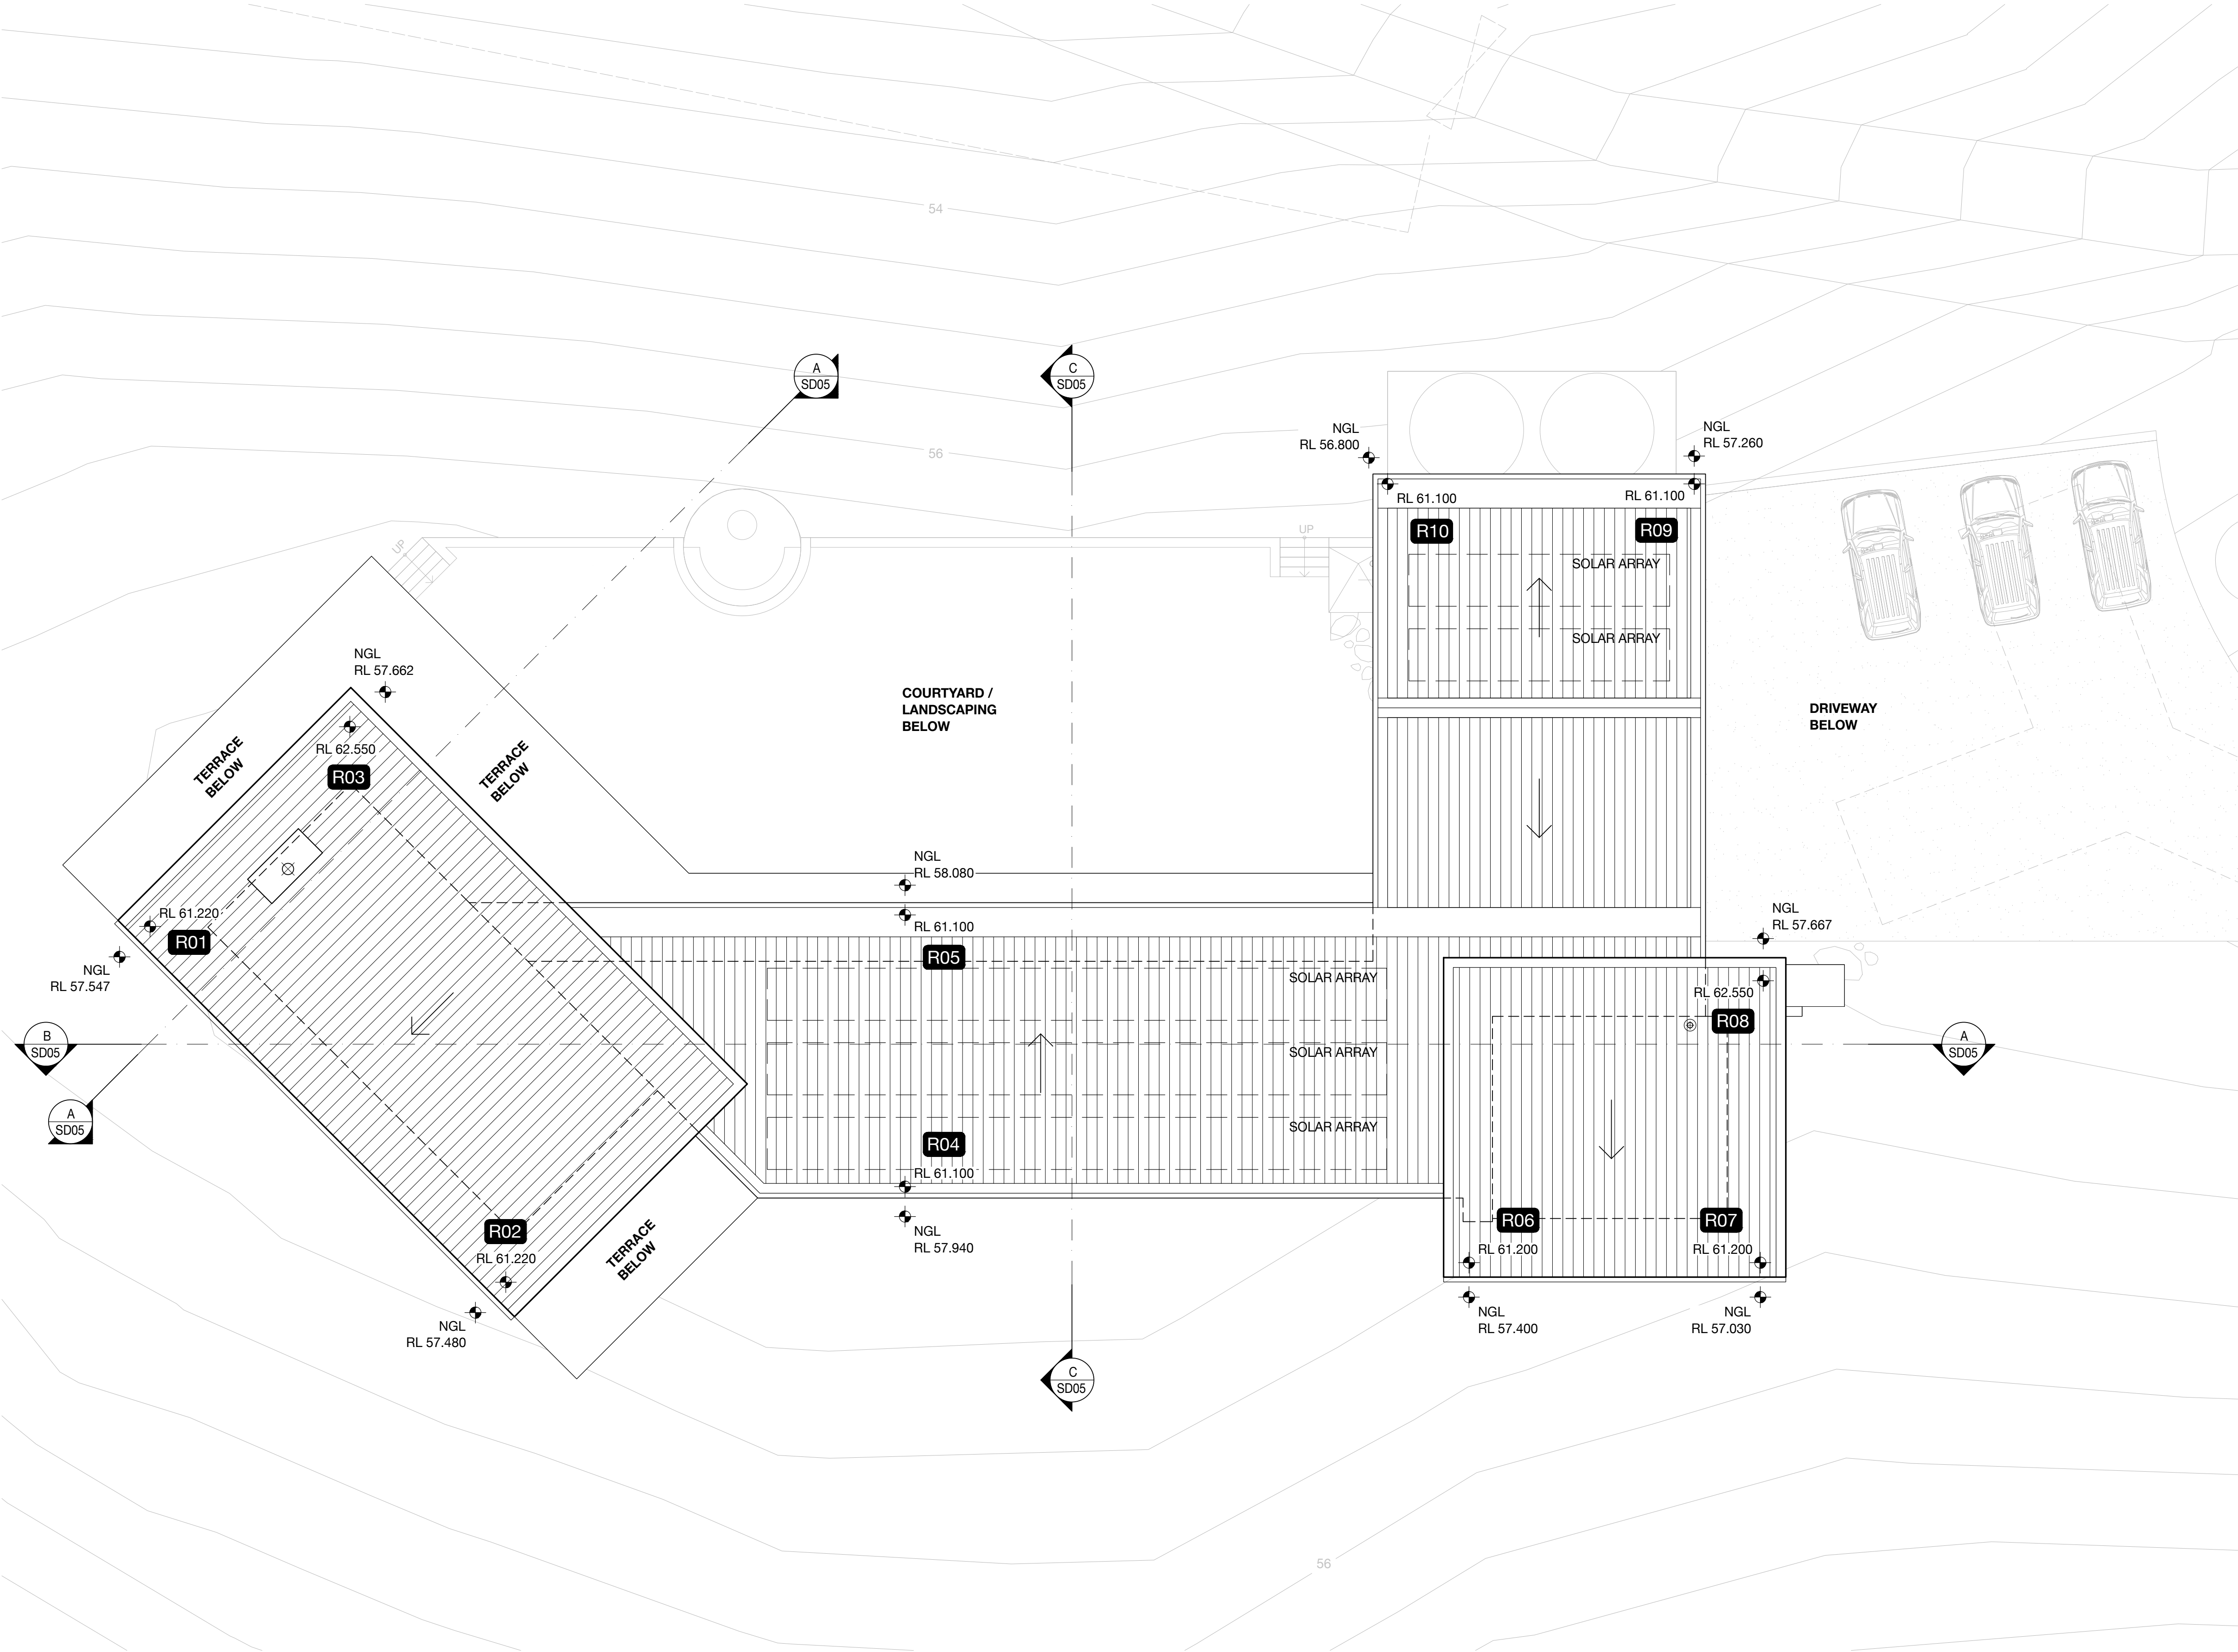 54
A
SD05
C
SD05
NGL
RL 56.800
NGL
RL 57.260
56
RL 61.100
RL 61.100
R10
R09
UP
UP
SOLAR ARRAY
SOLAR ARRAY
NGL
RL 57.662
COURTYARD /
LANDSCAPING
BELOW
DRIVEWAY
BELOW
TERRACE
BELOW
RL 62.550
R03
TERRACE
BELOW
NGL
RL 58.080
RL 61.220
R01
RL 61.100
R05
NGL
RL 57.667
NGL
RL 57.547
SOLAR ARRAY
RL 62.550
R08
B
SD05
A
SD05
SOLAR ARRAY
A
SD05
SOLAR ARRAY
R04
RL 61.100
R02
RL 61.220
TERRACE
BELOW
NGL
RL 57.940
R06
R07
RL 61.200
RL 61.200
NGL
RL 57.480
NGL
RL 57.400
NGL
RL 57.030
C
SD05
56